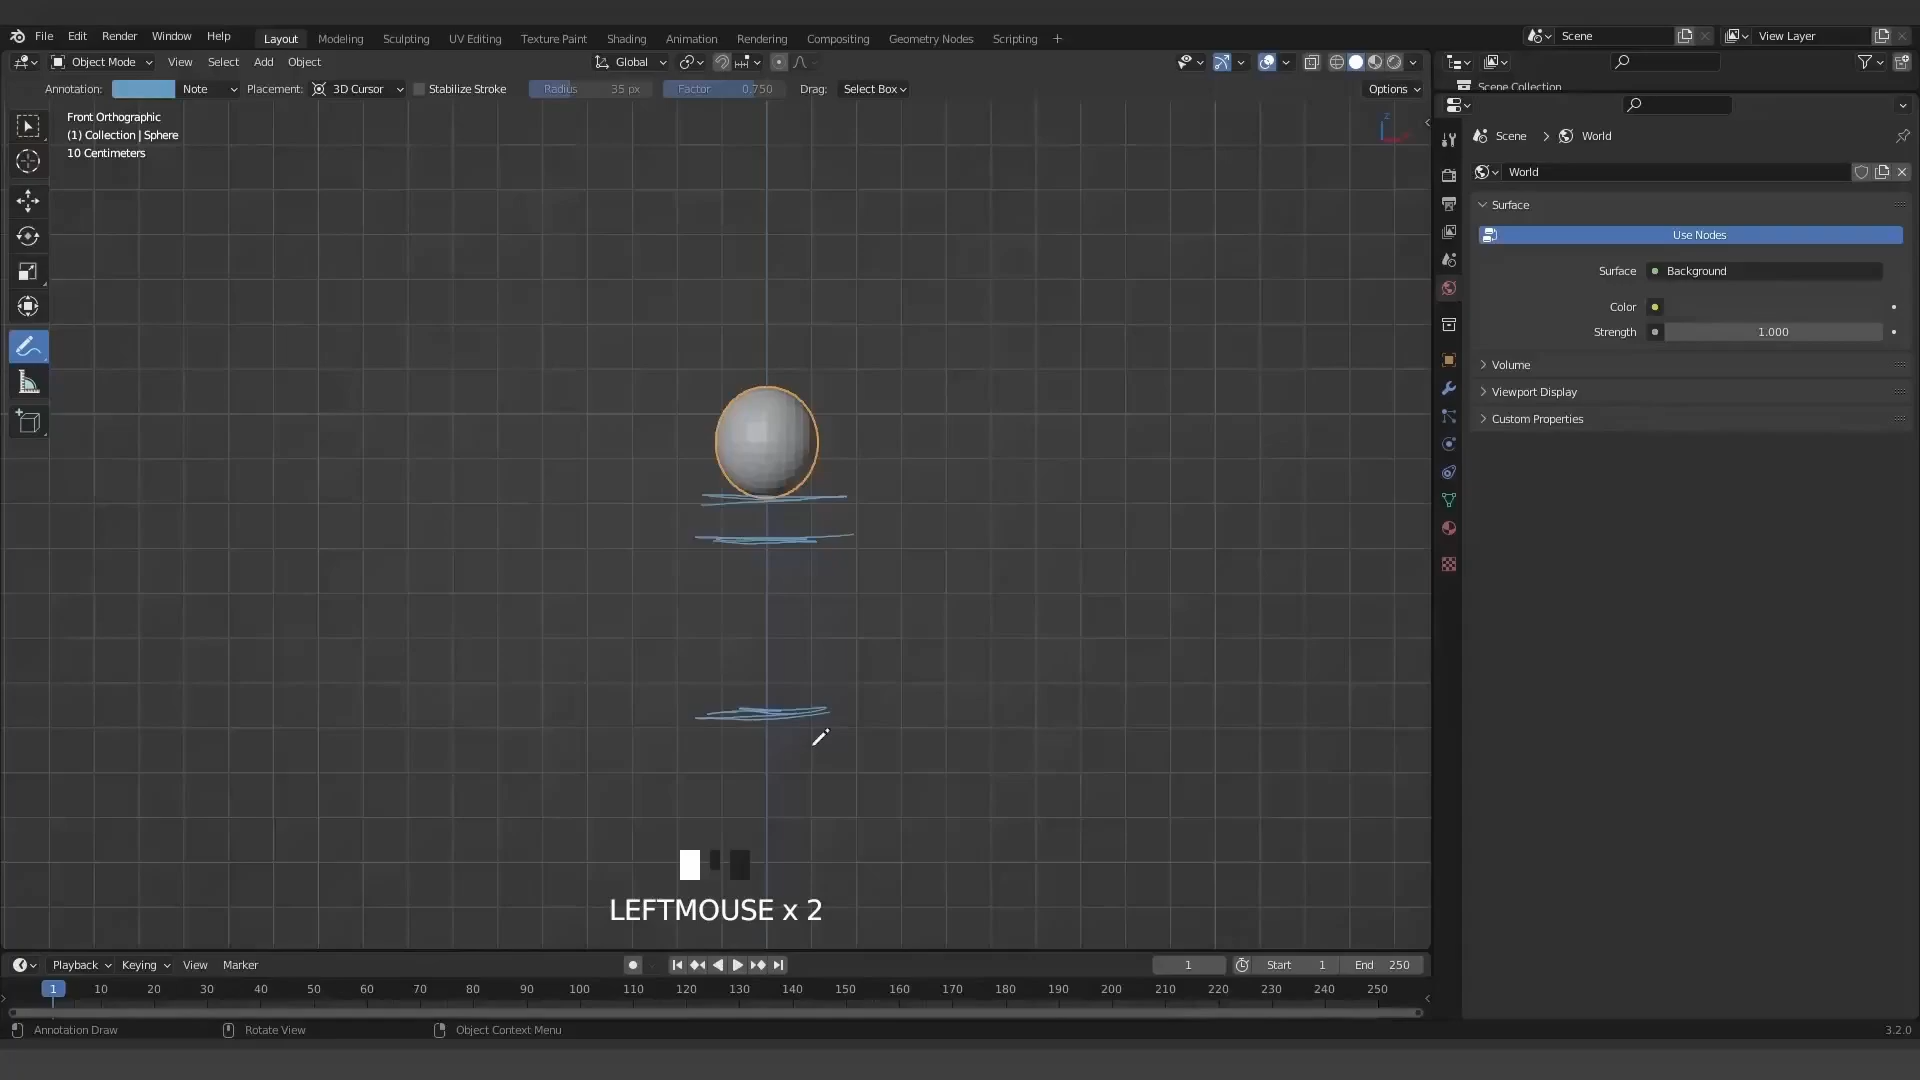 File Edit Render Window Help Layout Modeling Sculpting UV Editing Texture Paint Shading Animation Rendering Compositing Geometry Nodes Scripting + Scene View Layer
Object Mode View Select Add Object Global
Annotation: Note Placement: 3D Cursor Stabilize Stroke Radius 35 px Factor 0.750 Drag: Select Box Options
Scene Collection
Front Orthographic
(1) Collection | Sphere
10 Centimeters
Z
Scene > World
World
Surface
Use Nodes
Surface Background
Color
Strength 1.000
Volume
Viewport Display
Custom Properties
LEFTMOUSE x 2
Playback Keying View Marker 1 Start 1 End 250
1 10 20 30 40 50 60 70 80 90 100 110 120 130 140 150 160 170 180 190 200 210 220 230 240 250
Annotation Draw Rotate View Object Context Menu 3.2.0